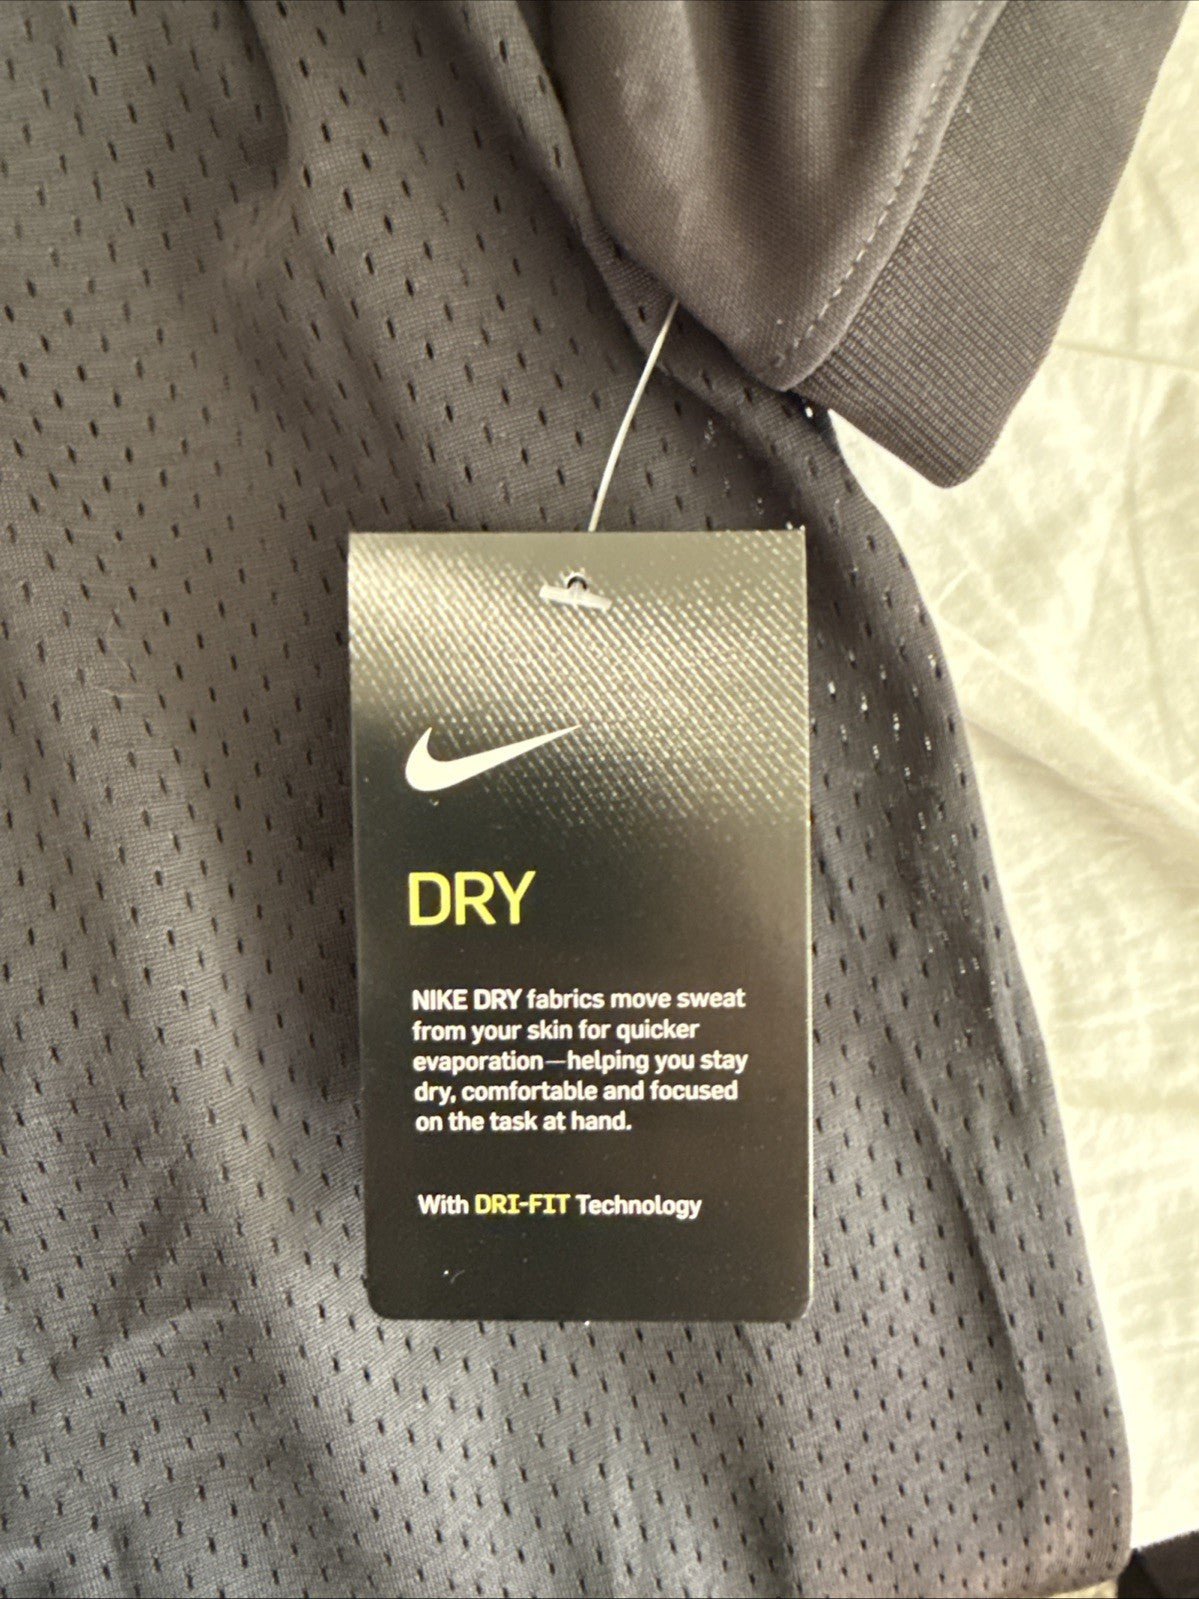 DRY
NIKE DRY fabrics move sweat
from your skin for quicker
evaporation—helping you stay
dry, comfortable and focused
on the task at hand.
With DRI-FIT Technology